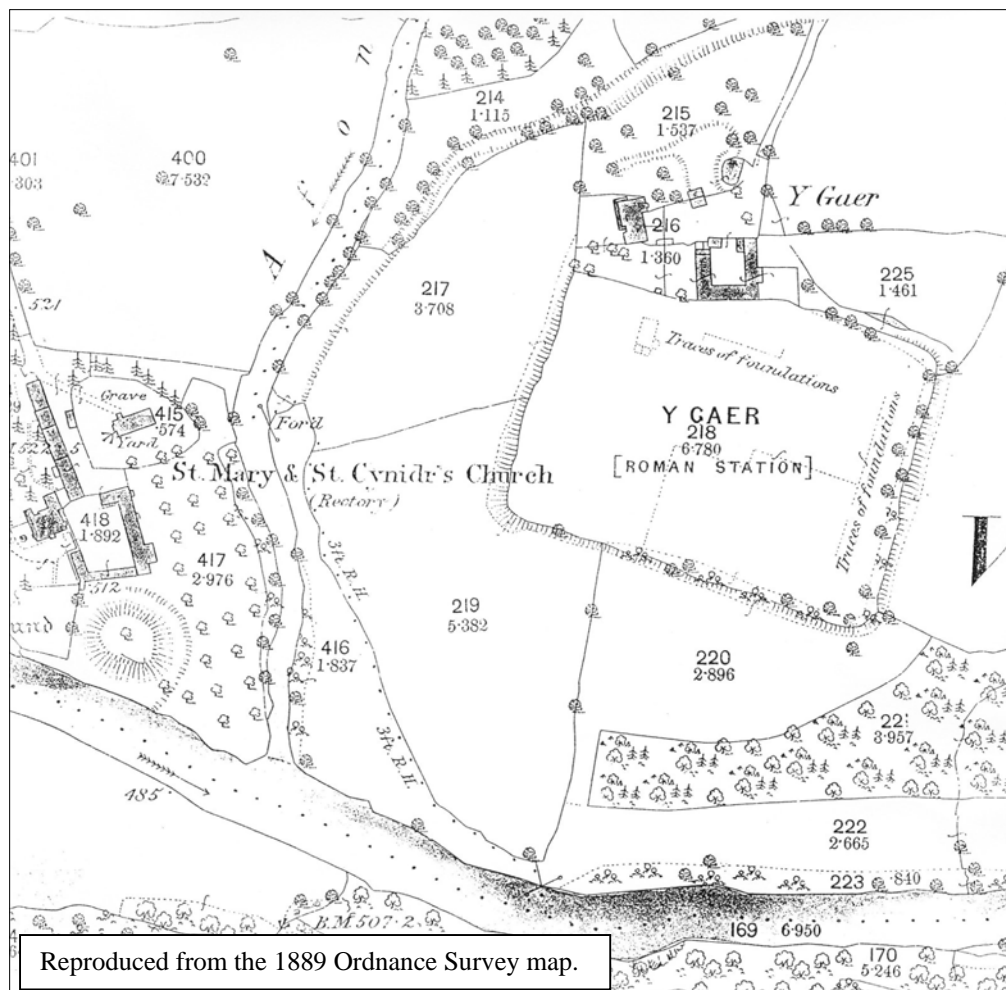 214
1·115
215
1·537
401
·303
400
7·532
Y Gaer
216
1·360
225
1·461
217
3·708
521
Traces of foundations
Grave
Yard
415
·574
Ford
Y GAER
218
6·780
[ROMAN STATION]
Traces of foundations
St. Mary & St. Cynidr's Church
(Rectory)
418
1·892
417
2·976
512
3ft. R.H.
219
5·382
416
1·837
220
2·896
3ft. R.H.
221
3·957
485
222
2·665
223
·840
B.M. 507·2
169 6·950
170
5·246
Reproduced from the 1889 Ordnance Survey map.